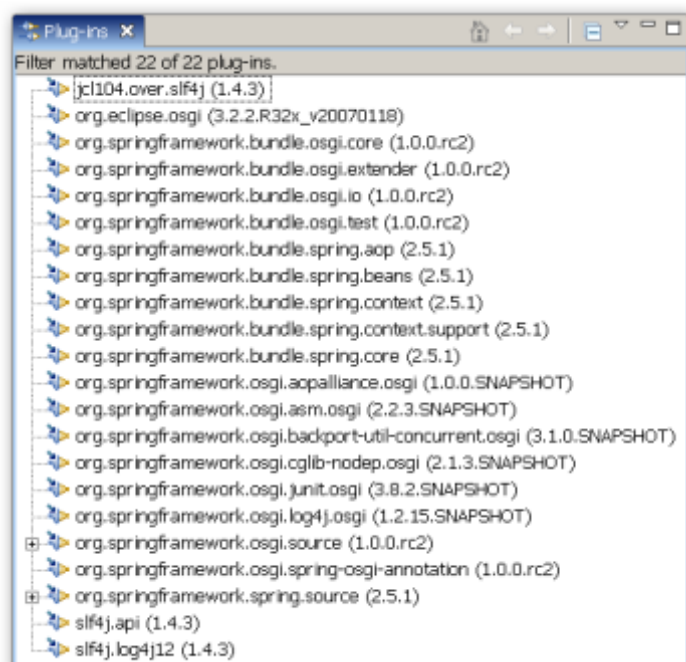 Plug-ins
Filter matched 22 of 22 plug-ins.
jcl104.over.slf4j (1.4.3)
org.eclipse.osgi (3.2.2.R32x_v20070118)
org.springframework.bundle.osgi.core (1.0.0.rc2)
org.springframework.bundle.osgi.extender (1.0.0.rc2)
org.springframework.bundle.osgi.io (1.0.0.rc2)
org.springframework.bundle.osgi.test (1.0.0.rc2)
org.springframework.bundle.spring.aop (2.5.1)
org.springframework.bundle.spring.beans (2.5.1)
org.springframework.bundle.spring.context (2.5.1)
org.springframework.bundle.spring.context.support (2.5.1)
org.springframework.bundle.spring.core (2.5.1)
org.springframework.osgi.aopalliance.osgi (1.0.0.SNAPSHOT)
org.springframework.osgi.asm.osgi (2.2.3.SNAPSHOT)
org.springframework.osgi.backport-util-concurrent.osgi (3.1.0.SNAPSHOT)
org.springframework.osgi.cglib-nodep.osgi (2.1.3.SNAPSHOT)
org.springframework.osgi.junit.osgi (3.8.2.SNAPSHOT)
org.springframework.osgi.log4j.osgi (1.2.15.SNAPSHOT)
org.springframework.osgi.source (1.0.0.rc2)
org.springframework.osgi.spring-osgi-annotation (1.0.0.rc2)
org.springframework.spring.source (2.5.1)
slf4j.api (1.4.3)
slf4j.log4j12 (1.4.3)